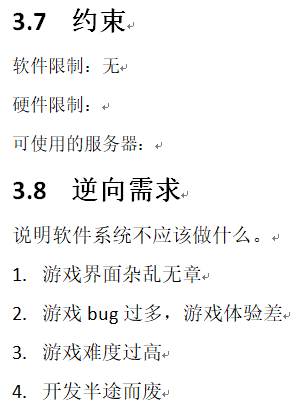 3.7 约束
软件限制：无
硬件限制：
可使用的服务器：
3.8 逆向需求
说明软件系统不应该做什么。
1. 游戏界面杂乱无章
2. 游戏 bug 过多，游戏体验差
3. 游戏难度过高
4. 开发半途而废